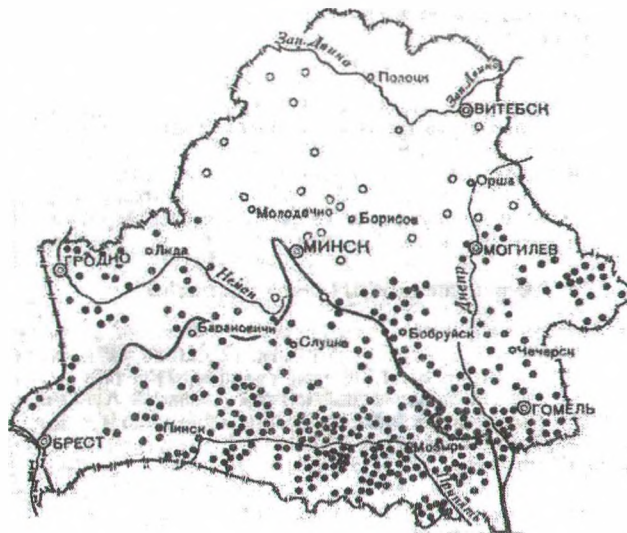 Зап. Двина
Полоцк
Зап. Двина
ВИТЕБСК
Орша
Молодечно
Борисов
МИНСК
МОГИЛЕВ
Лида
ГРОДНО
Неман
Днепр
Барановичи
Слуцк
Бобруйск
Чечерск
ГОМЕЛЬ
БРЕСТ
Пинск
Мозырь
Припять